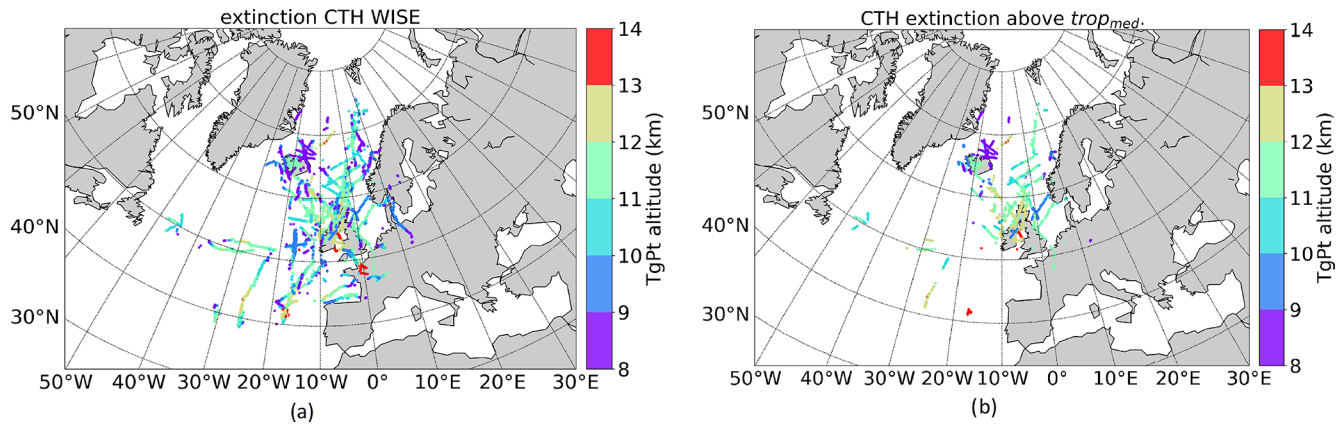 extinction CTH WISE
50°N
40°N
30°N
50°W 40°W 30°W 20°W 10°W 0° 10°E 20°E 30°E
14
13
12
11
10
9
8
TgPt altitude (km)
(a)
CTH extinction above trop_med.
50°N
40°N
30°N
50°W 40°W 30°W 20°W 10°W 0° 10°E 20°E 30°E
14
13
12
11
10
9
8
TgPt altitude (km)
(b)